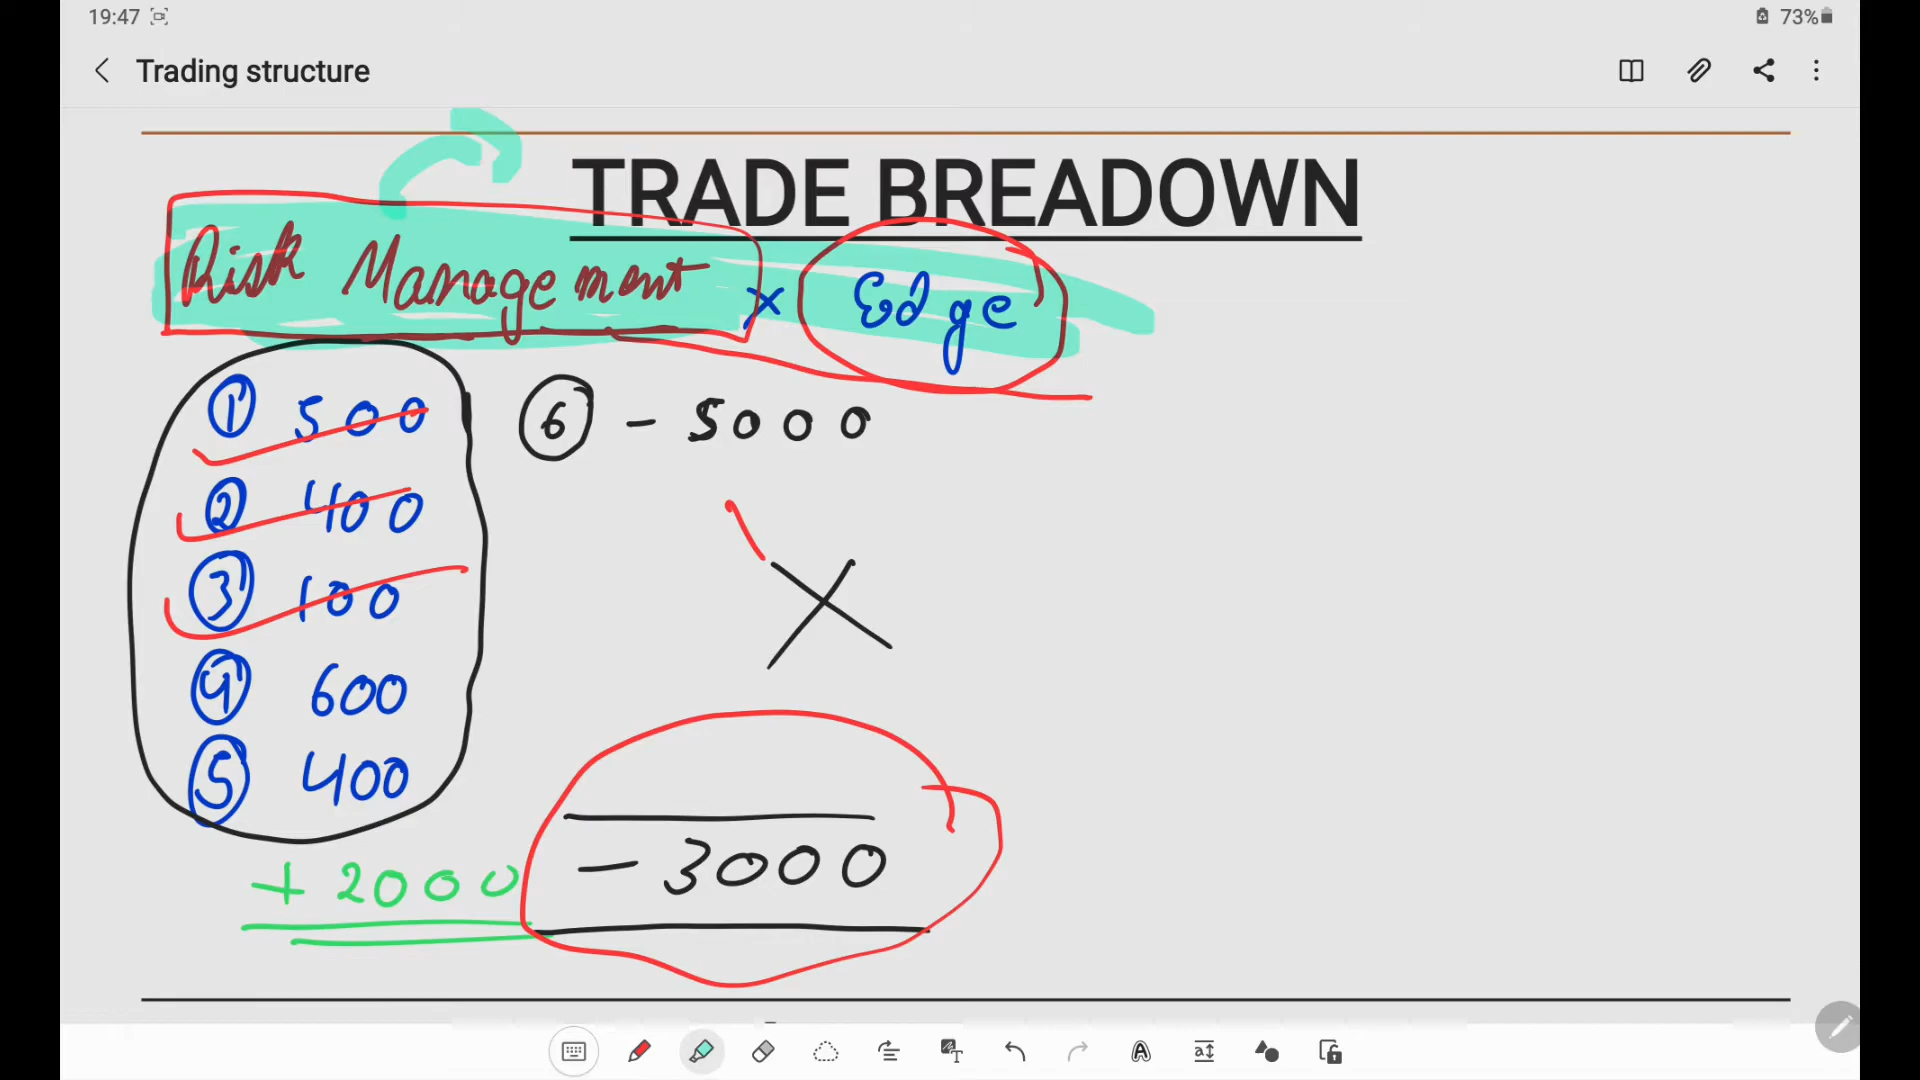 19:47 73%
Trading structure
TRADE BREADOWN
Risk Management x Edge
① 500
② 400
③ 100
④ 600
⑤ 400
+ 2000
⑥ - 5000
- 3000